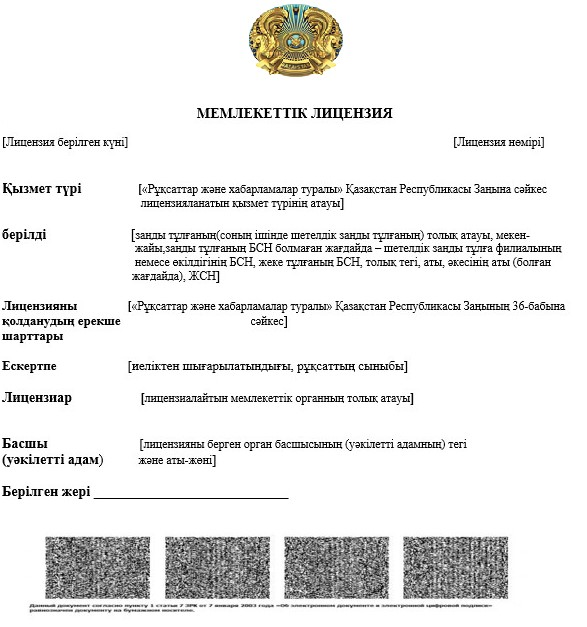 МЕМЛЕКЕТТІК ЛИЦЕНЗИЯ
[Лицензия берілген күні] [Лицензия нөмірі]
Қызмет түрі [«Рұқсаттар және хабарламалар туралы» Қазақстан Республикасы Заңына сәйкес
лицензияланатын қызмет түрінің атауы]
берілді [заңды тұлғаның(соның ішінде шетелдік заңды тұлғаның) толық атауы, мекен-
жайы,заңды тұлғаның БСН болмаған жағдайда – шетелдік заңды тұлға филиалының
немесе өкілдігінің БСН, жеке тұлғаның БСН, толық тегі, аты, әкесінің аты (болған
жағдайда), ЖСН]
Лицензияны [«Рұқсаттар және хабарламалар туралы» Қазақстан Республикасы Заңының 36-бабына
қолданудың ерекше сәйкес]
шарттары
Ескертпе [иеліктен шығарылатындығы, рұқсаттың сыныбы]
Лицензиар [лицензиалайтын мемлекеттік органның толық атауы]
Басшы [лицензияны берген орган басшысының (уәкілетті адамның) тегі
(уәкілетті адам) және аты-жөні]
Берілген жері ____________________________
Данный документ согласно пункту 1 статьи 7 ЗРК от 7 января 2003 года «Об электронном документе и электронной цифровой подписи»
равнозначен документу на бумажном носителе.